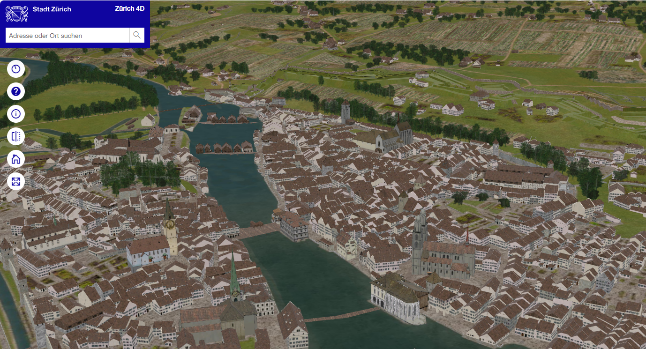 Stadt Zürich
Zürich 4D
Adresse oder Ort suchen